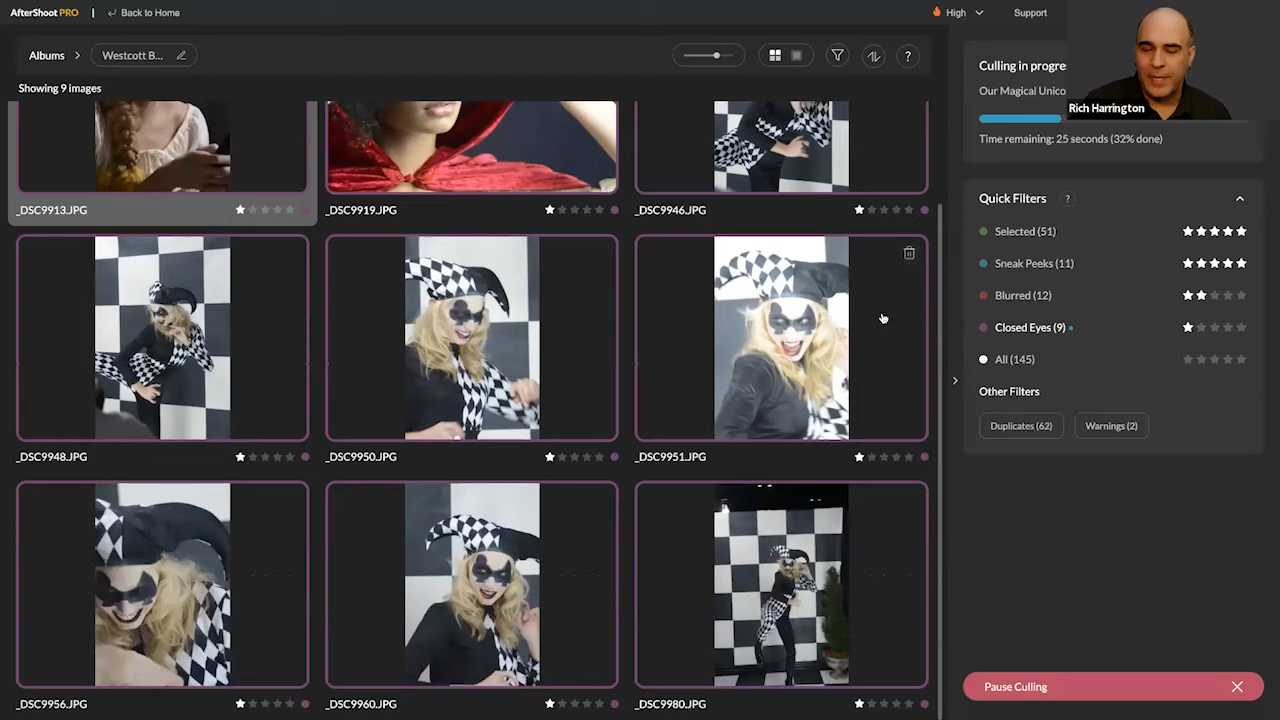 AfterShoot PRO | Back to Home
High
Support
Albums > Westcott B...
?
Showing 9 images
Culling in progre
Our Magical Unico
Rich Harrington
Time remaining: 25 seconds (32% done)
_DSC9913.JPG
_DSC9919.JPG
_DSC9946.JPG
Quick Filters ?
Selected (51)
Sneak Peeks (11)
Blurred (12)
Closed Eyes (9)
All (145)
Other Filters
Duplicates (62)
Warnings (2)
_DSC9948.JPG
_DSC9950.JPG
_DSC9951.JPG
_DSC9956.JPG
_DSC9960.JPG
_DSC9980.JPG
Pause Culling